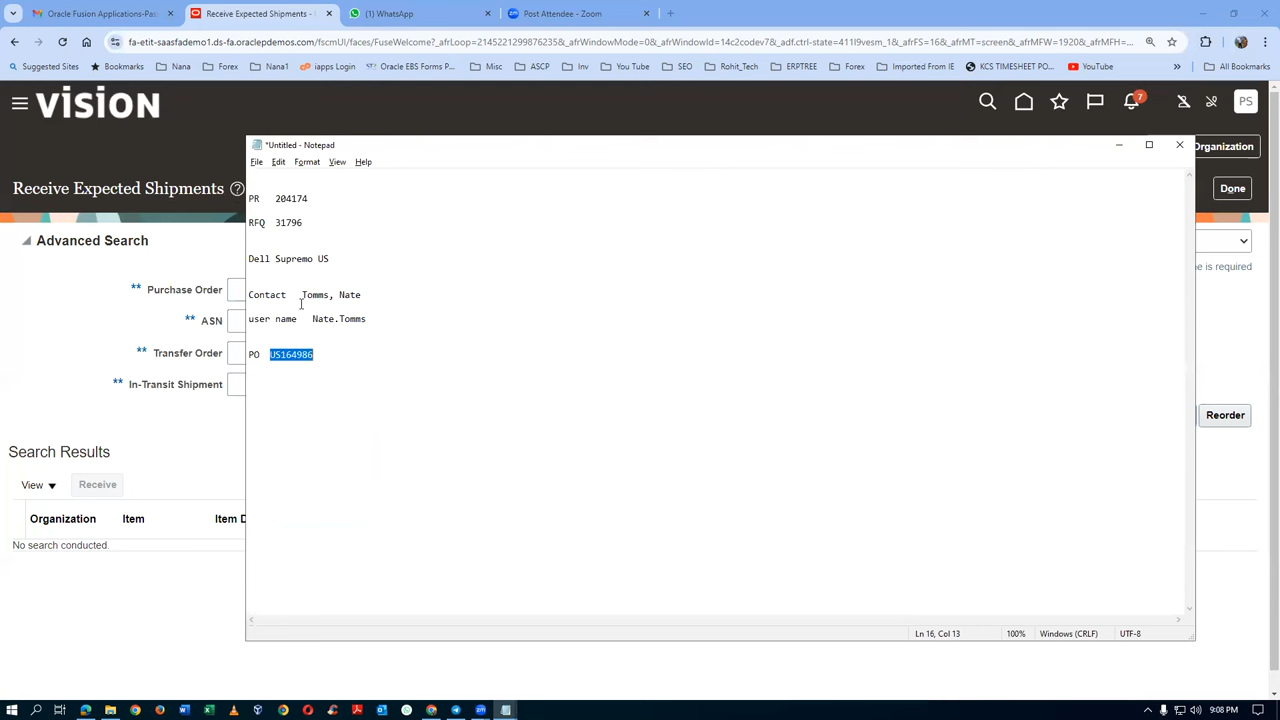 Oracle Fusion Applications-Pas
Receive Expected Shipments -
(1) WhatsApp
Post Attendee - Zoom
fa-etit-saasfademo1.ds-fa.oraclepdemos.com/fscmUI/faces/FuseWelcome?_afrLoop=2145221299876235&_afrWindowMode=0&_afrWindowId=14c2codev7&_adf.ctrl-state=411l9vesm_1&_afrFS=16&_afrMT=screen&_afrMFW=1920&_afrMFH=...
Suggested Sites
Bookmarks
Nana
Forex
Nana1
iapps Login
Oracle EBS Forms P...
Misc
ASCP
Inv
You Tube
SEO
Rohit_Tech
ERPTREE
Forex
Imported From IE
KCS TIMESHEET PO...
YouTube
All Bookmarks
VISION
7
PS
*Untitled - Notepad
Organization
File Edit Format View Help
Receive Expected Shipments
Done
PR 204174
RFQ 31796
Advanced Search
Dell Supremo US
e is required
** Purchase Order
Contact Tomms, Nate
** ASN
user name Nate.Tomms
** Transfer Order
PO US164986
** In-Transit Shipment
Reorder
Search Results
View
Receive
Organization
Item
Item D
No search conducted.
Ln 16, Col 13
100%
Windows (CRLF)
UTF-8
9:08 PM